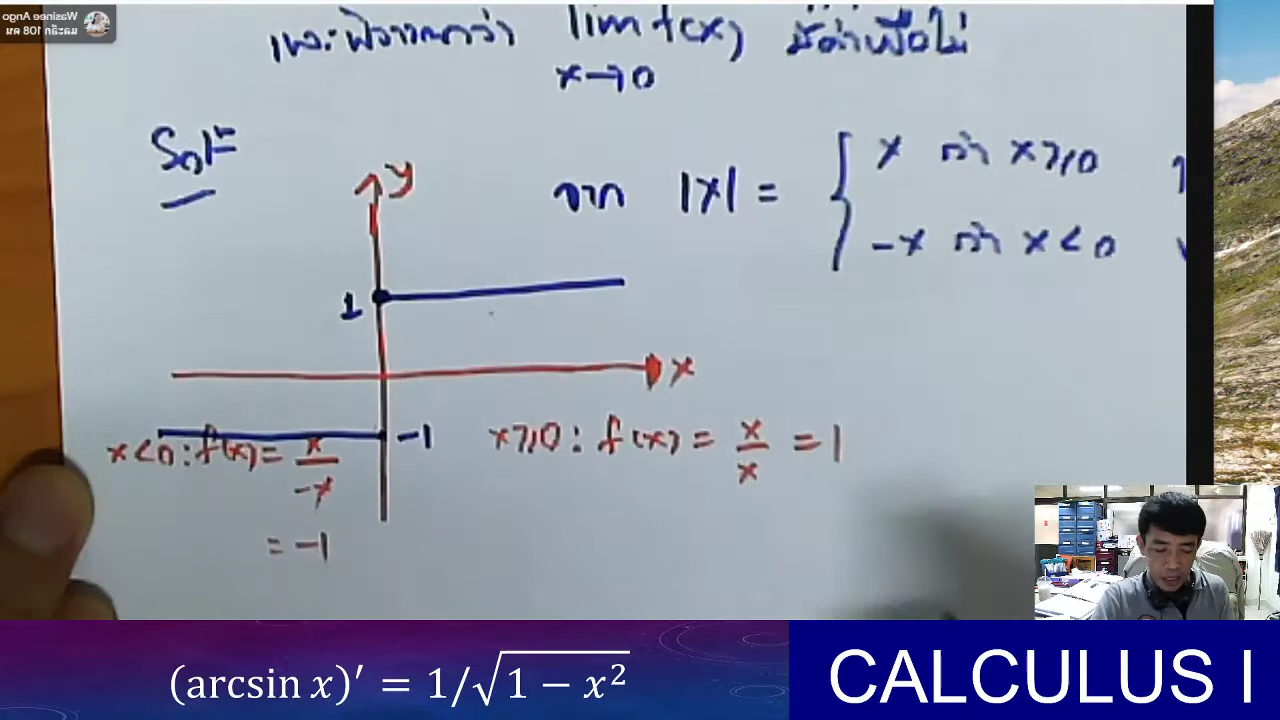 Wasinee Ango
และพิจารณาว่า lim f(x) มีค่าหรือไม่
x→0
Sol=
y
จาก |x| = { x ถ้า x≥0
-x ถ้า x<0
1
x
-1
x<0 : f(x) = x/-x
= -1
x≥0 : f(x) = x/x = 1
(arcsin x)′ = 1/√(1 − x²)
CALCULUS I